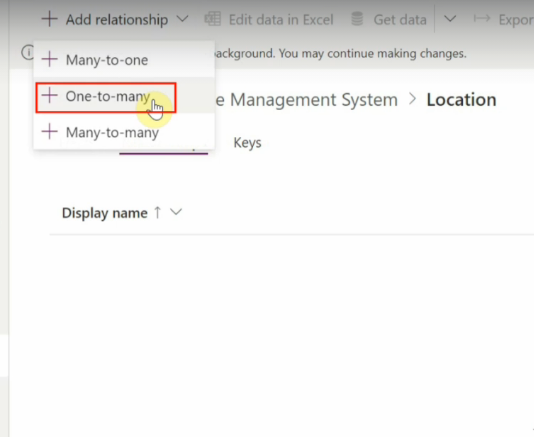 Add relationship Edit data in Excel Get data Expor
Many-to-one
ackground. You may continue making changes.
One-to-many
e Management System > Location
Many-to-many
Keys
Display name ↑